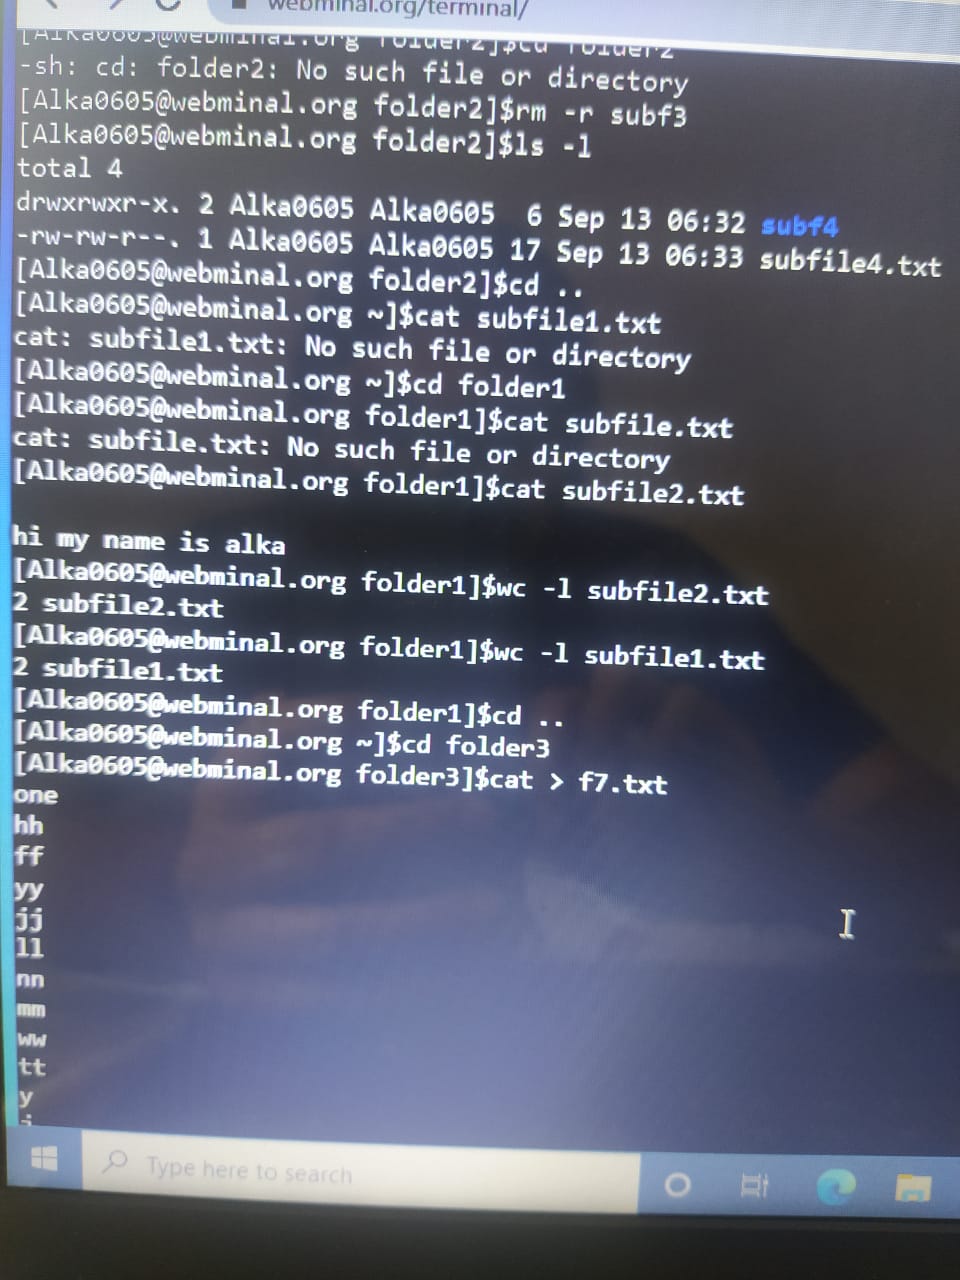 webminal.org/terminal/
[Alka0605@webminal.org folder2]$cd folder2
-sh: cd: folder2: No such file or directory
[Alka0605@webminal.org folder2]$rm -r subf3
[Alka0605@webminal.org folder2]$ls -l
total 4
drwxrwxr-x. 2 Alka0605 Alka0605  6 Sep 13 06:32 subf4
-rw-rw-r--. 1 Alka0605 Alka0605 17 Sep 13 06:33 subfile4.txt
[Alka0605@webminal.org folder2]$cd ..
[Alka0605@webminal.org ~]$cat subfile1.txt
cat: subfile1.txt: No such file or directory
[Alka0605@webminal.org ~]$cd folder1
[Alka0605@webminal.org folder1]$cat subfile.txt
cat: subfile.txt: No such file or directory
[Alka0605@webminal.org folder1]$cat subfile2.txt
hi my name is alka
[Alka0605@webminal.org folder1]$wc -l subfile2.txt
2 subfile2.txt
[Alka0605@webminal.org folder1]$wc -l subfile1.txt
2 subfile1.txt
[Alka0605@webminal.org folder1]$cd ..
[Alka0605@webminal.org ~]$cd folder3
[Alka0605@webminal.org folder3]$cat > f7.txt
one
hh
ff
yy
jj
ll
nn
mm
ww
tt
y
Type here to search